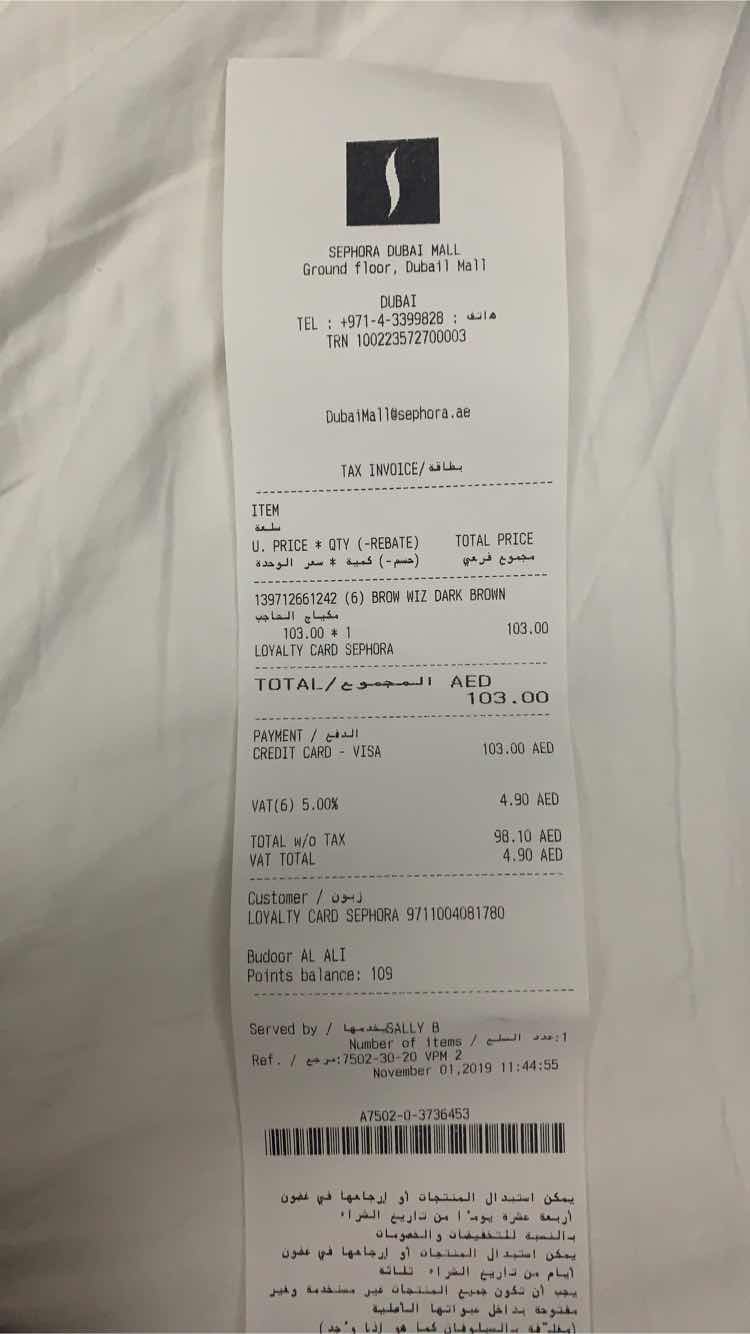 SEPHORA DUBAI MALL
Ground floor, Dubail Mall
DUBAI
TEL : +971-4-3399828 : هاتف
TRN 100223572700003
DubaiMall@sephora.ae
TAX INVOICE/بطاقة
ITEM
سلعة
U. PRICE * QTY (-REBATE) TOTAL PRICE
(حسم-) كمية * سعر الوحدة مجموع فرعي
139712661242 (6) BROW WIZ DARK BROWN
مكياج الحاجب
103.00 * 1 103.00
LOYALTY CARD SEPHORA
TOTAL/المجموع AED
103.00
PAYMENT / الدفع
CREDIT CARD - VISA 103.00 AED
VAT(6) 5.00% 4.90 AED
TOTAL w/o TAX 98.10 AED
VAT TOTAL 4.90 AED
Customer / زبون
LOYALTY CARD SEPHORA 9711004081780
Budoor AL ALI
Points balance: 109
Served by / يخدمها SALLY B
Number of items / عدد السلع :1
Ref. / مرجع:7502-30-20 VPM 2
November 01,2019 11:44:55
A7502-0-3736453
يمكن استبدال المنتجات أو إرجاعها في غضون
أربعة عشرة يومًا من تاريخ الشراء
بالنسبة للتخفيضات والخصومات
يمكن استبدال المنتجات أو إرجاعها في غضون
أيام من تاريخ الشراء ثلاثة
يجب أن تكون جميع المنتجات غير مستخدمة وغير
مفتوحة بداخل عبواتها الأصلية
(مغلّفة بالسيلوفان كما هو إذا وُجد)